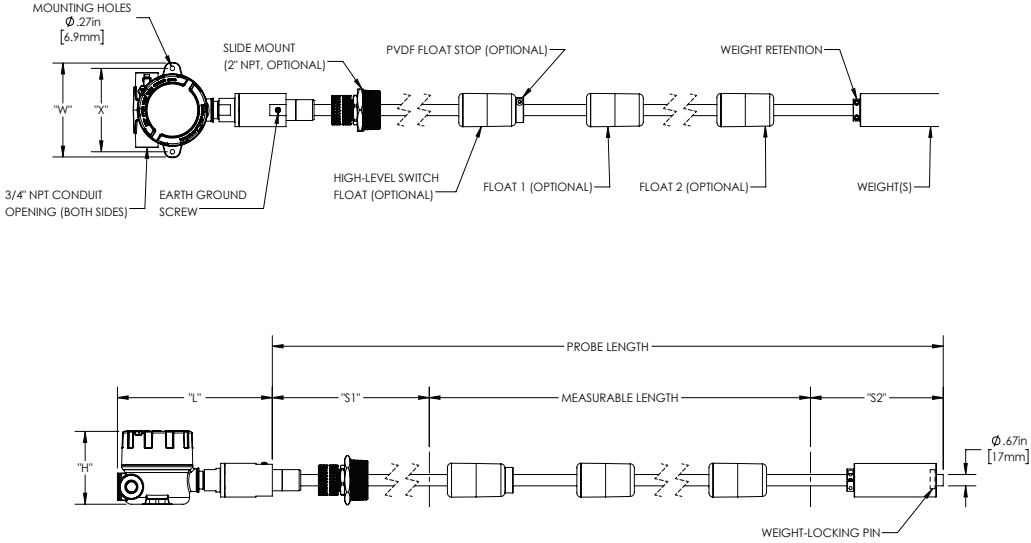 MOUNTING HOLES
Ø.27in
[6.9mm]
SLIDE MOUNT
(2" NPT, OPTIONAL)
PVDF FLOAT STOP (OPTIONAL)
WEIGHT RETENTION
"W"
"X"
3/4" NPT CONDUIT
OPENING (BOTH SIDES)
EARTH GROUND
SCREW
HIGH-LEVEL SWITCH
FLOAT (OPTIONAL)
FLOAT 1 (OPTIONAL)
FLOAT 2 (OPTIONAL)
WEIGHT(S)
PROBE LENGTH
"L"
"S1"
MEASURABLE LENGTH
"S2"
"H"
Ø.67in
[17mm]
WEIGHT-LOCKING PIN